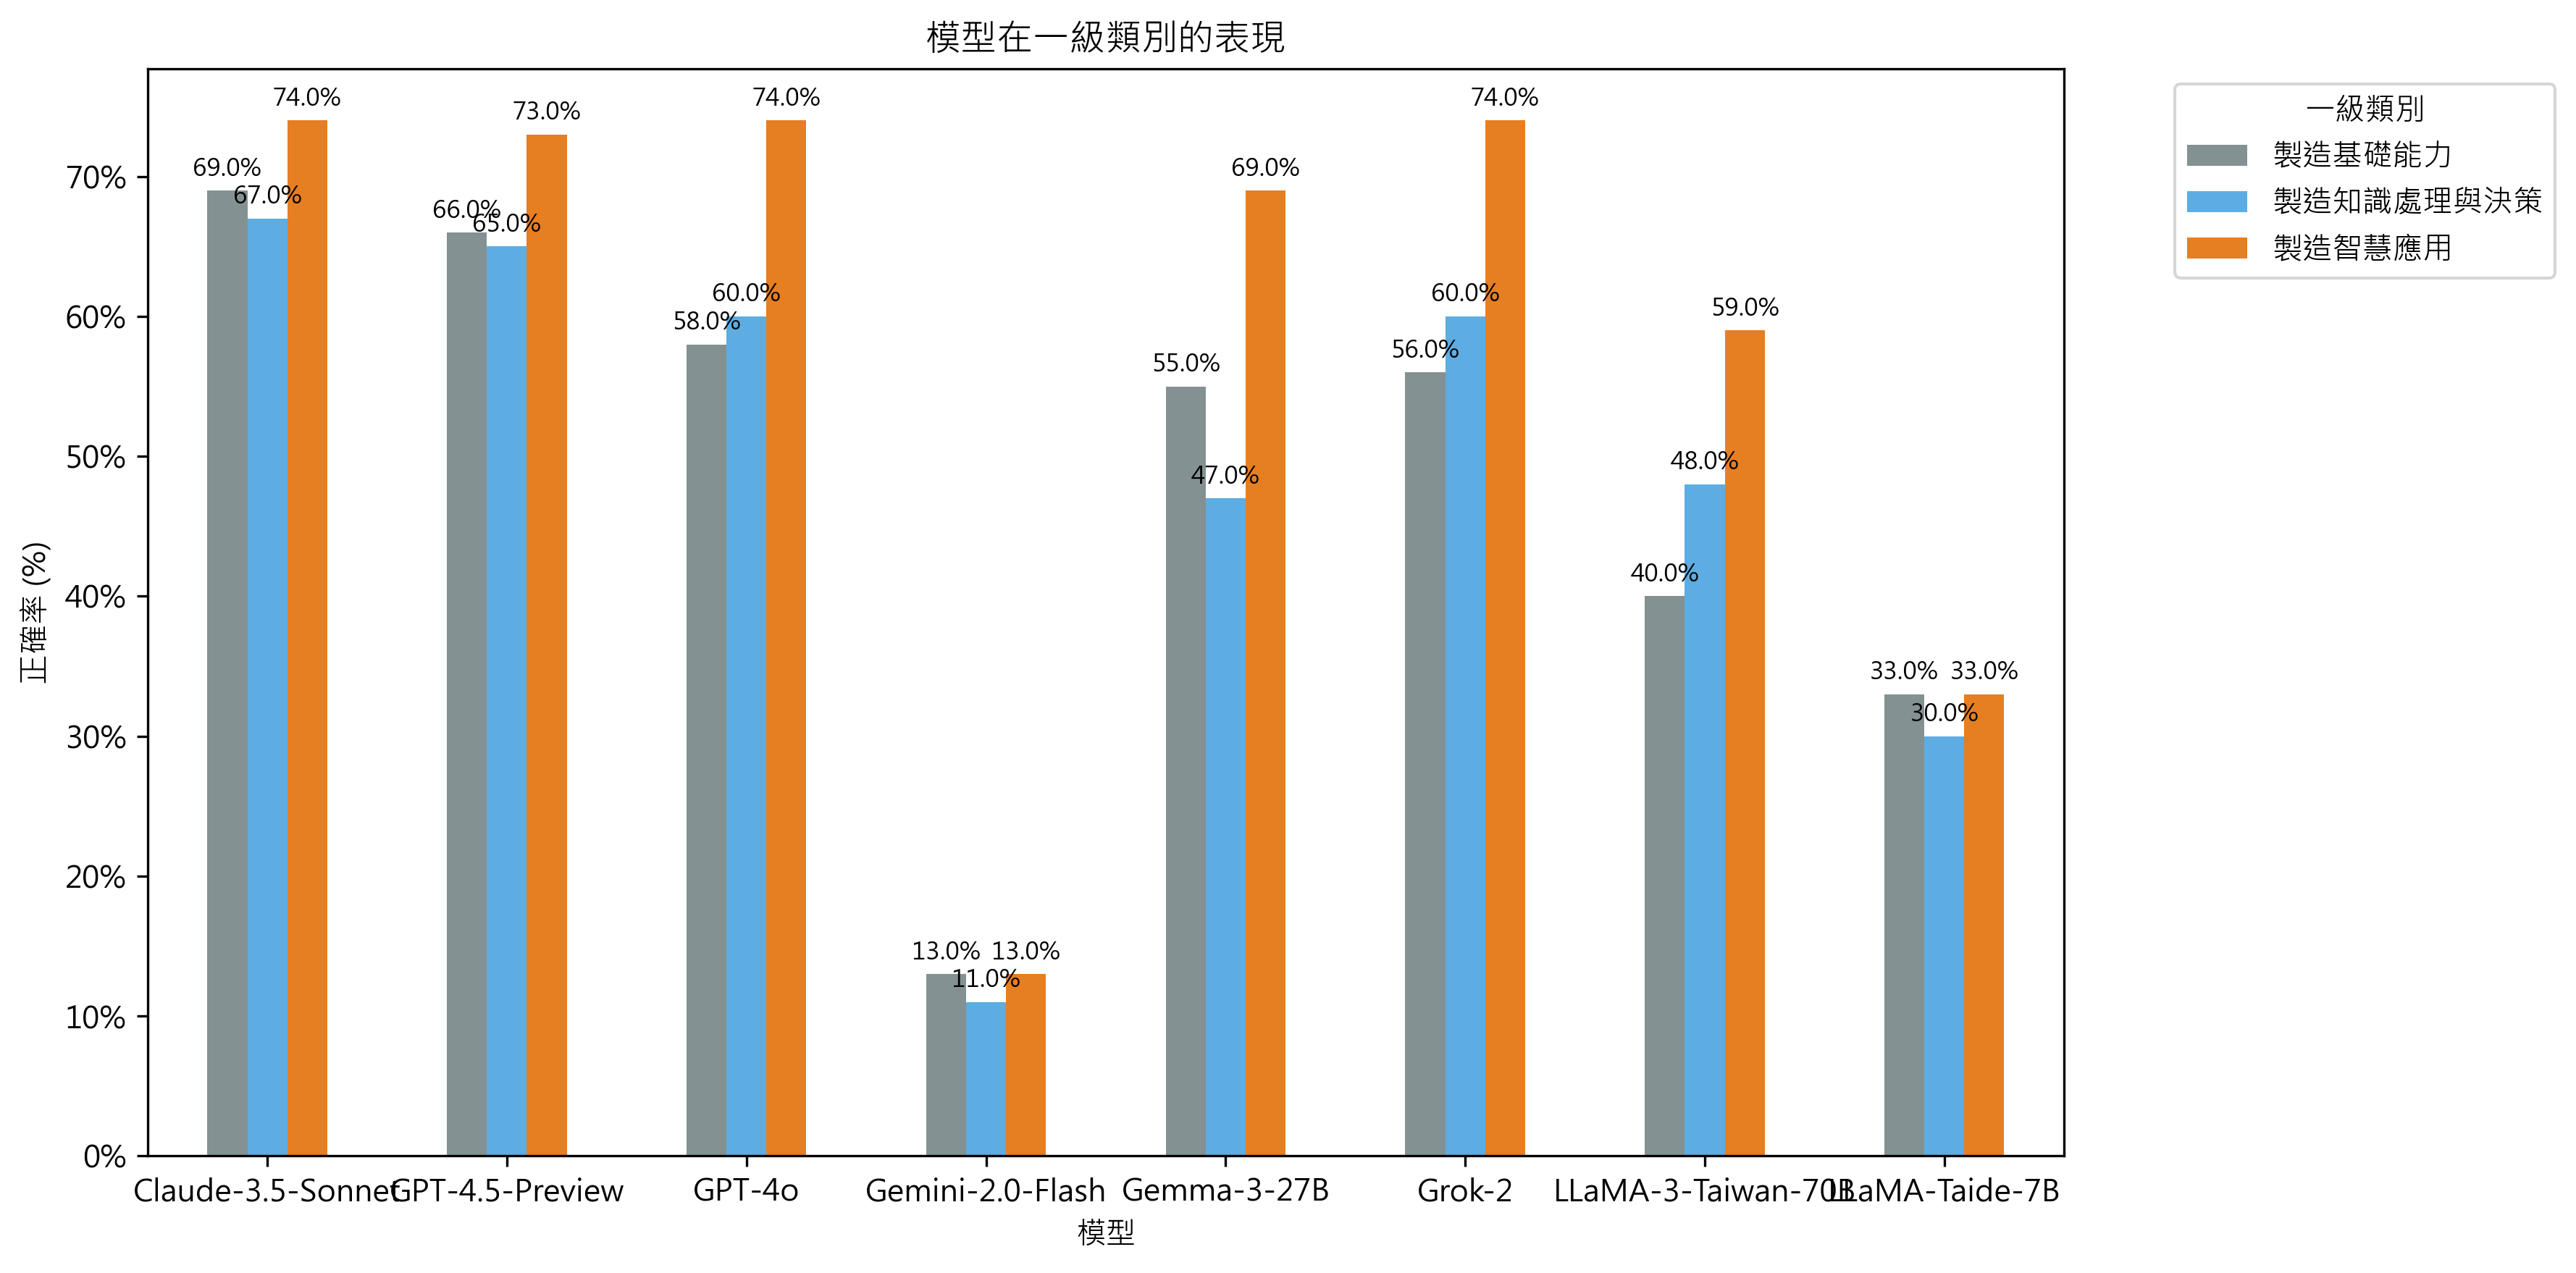 模型在一級類別的表現
一級類別
製造基礎能力
製造知識處理與決策
製造智慧應用
正確率 (%)
70%
60%
50%
40%
30%
20%
10%
0%
69.0%
67.0%
74.0%
66.0%
65.0%
73.0%
58.0%
60.0%
74.0%
13.0%
11.0%
13.0%
55.0%
47.0%
69.0%
56.0%
60.0%
74.0%
40.0%
48.0%
59.0%
33.0%
30.0%
33.0%
Claude-3.5-Sonnet
GPT-4.5-Preview
GPT-4o
Gemini-2.0-Flash
Gemma-3-27B
Grok-2
LLaMA-3-Taiwan-70B
LLaMA-Taide-7B
模型